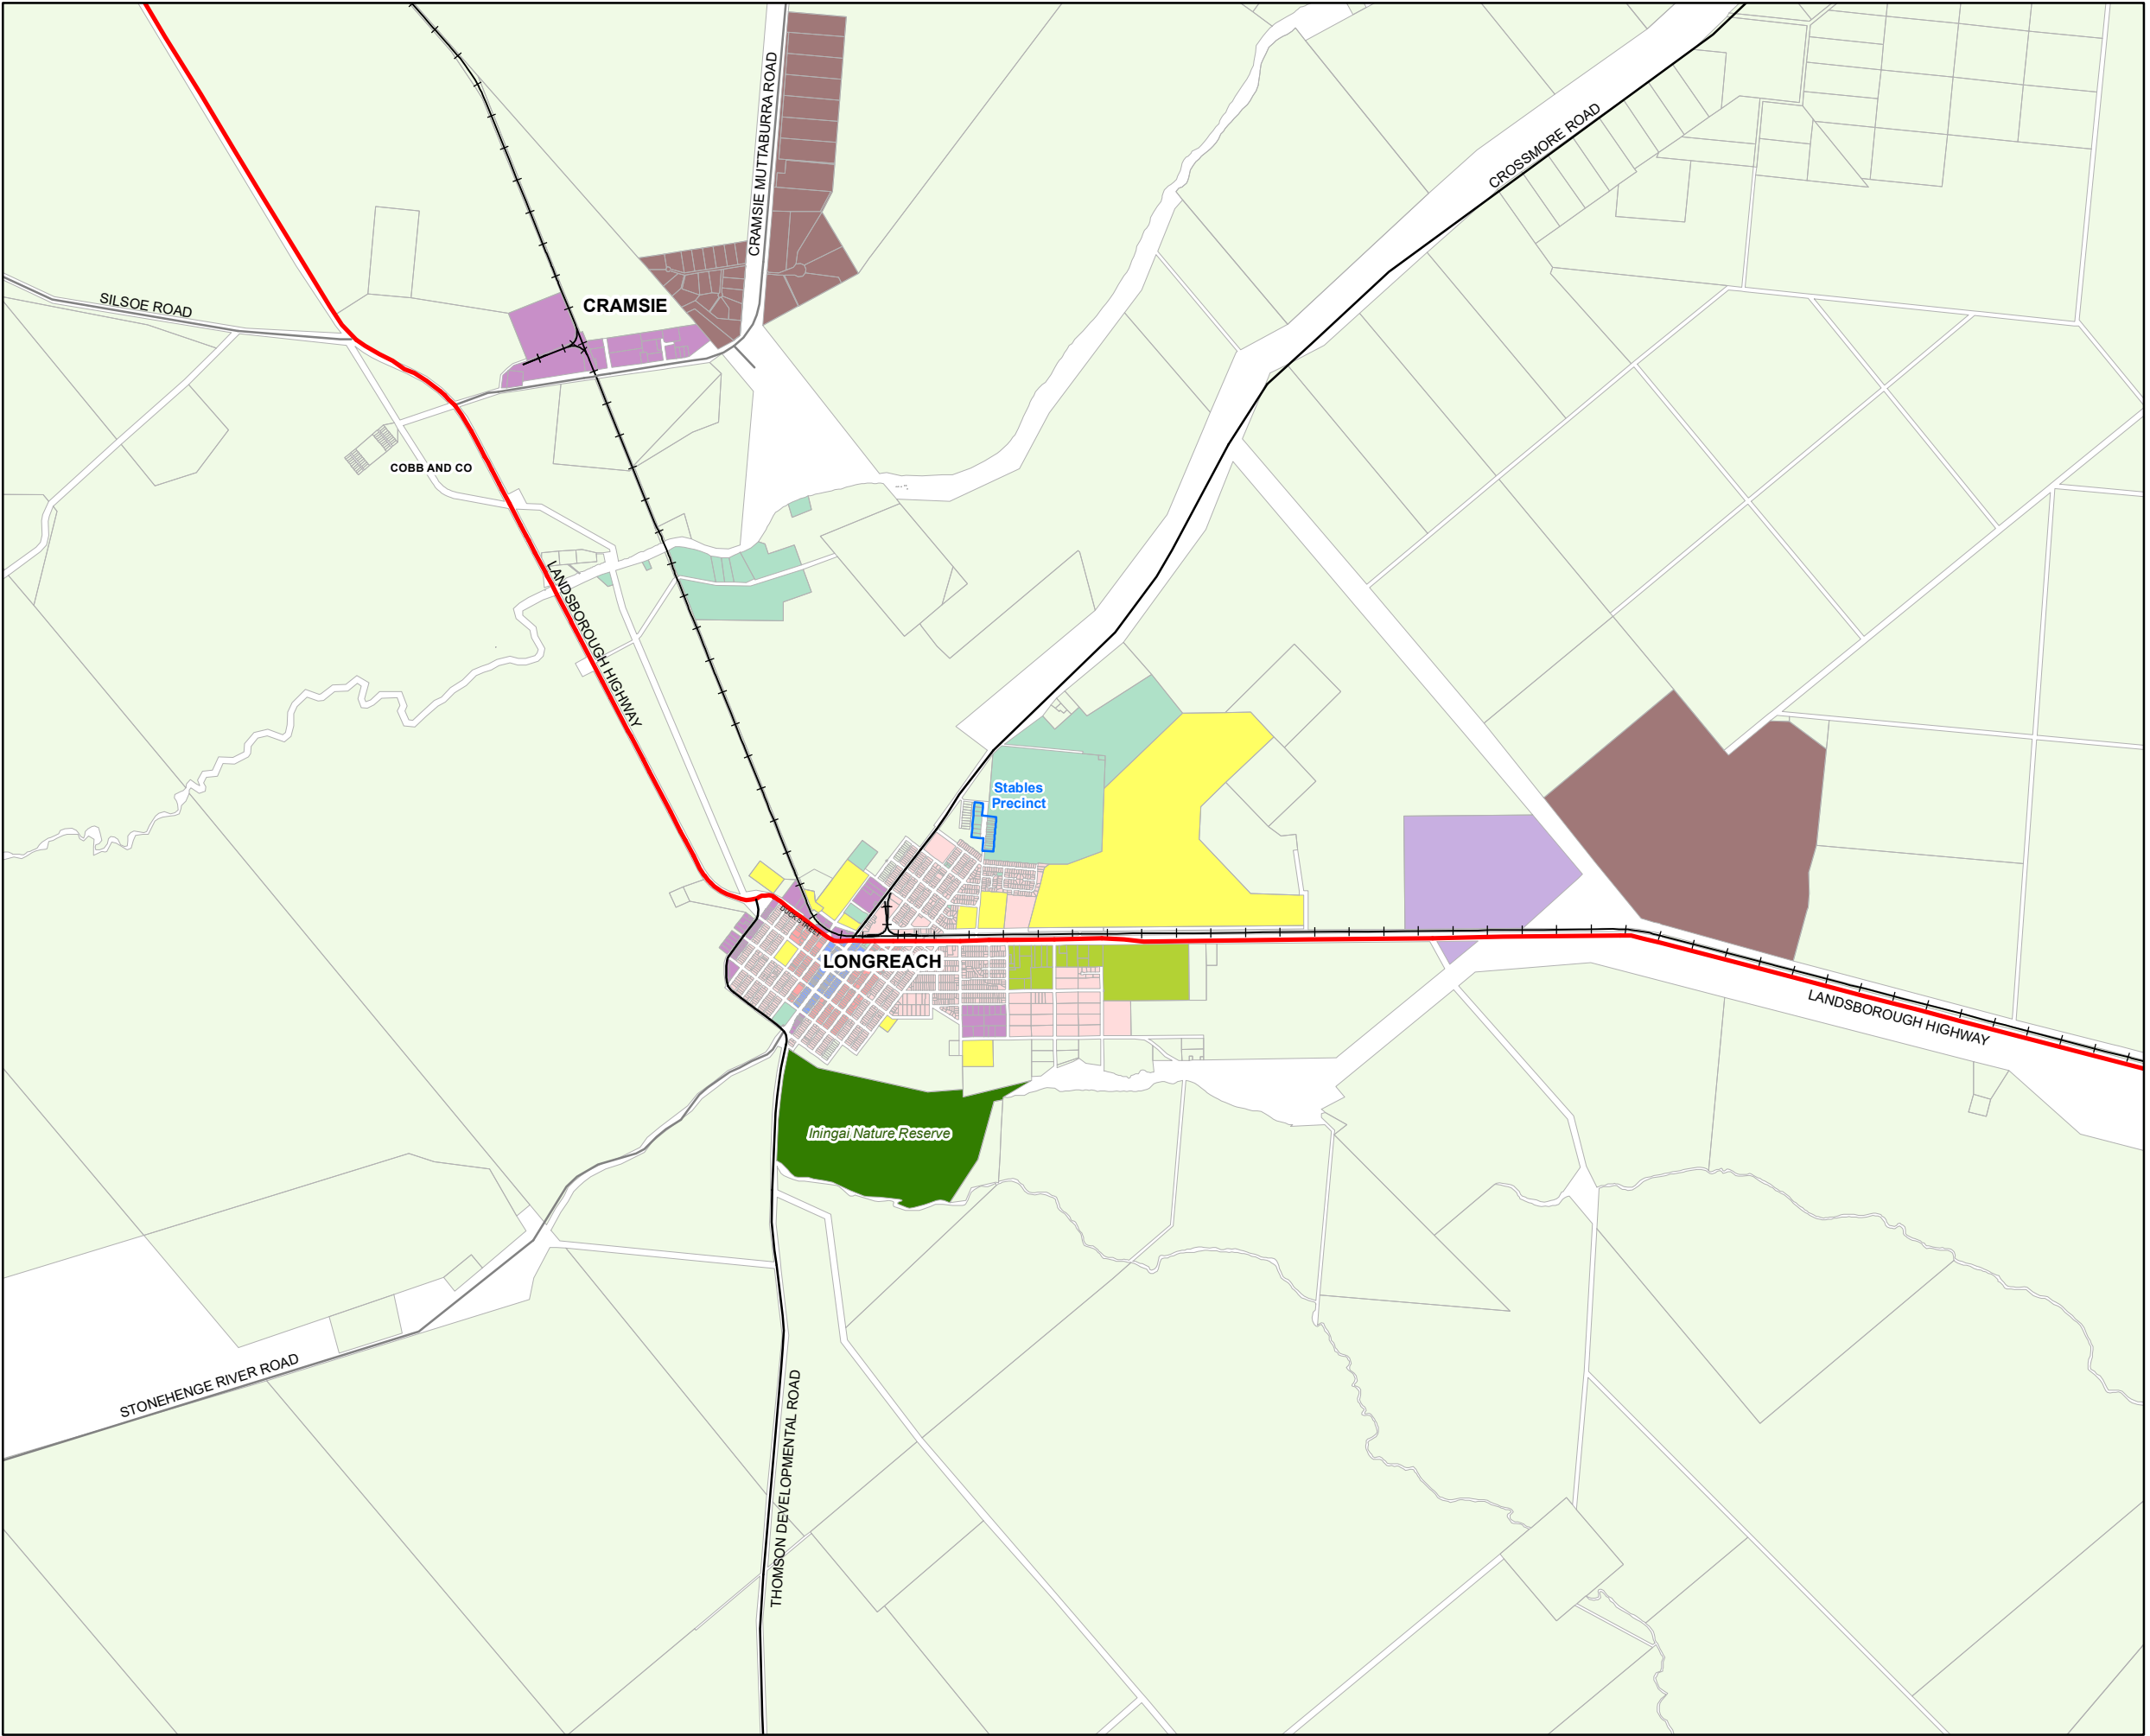 CRAMSIE MUTTABURRA ROAD
CROSSMORE ROAD
SILSOE ROAD
CRAMSIE
COBB AND CO
LANDSBOROUGH HIGHWAY
Stables
Precinct
LONGREACH
LANDSBOROUGH HIGHWAY
Iningai Nature Reserve
STONEHENGE RIVER ROAD
THOMSON DEVELOPMENTAL ROAD